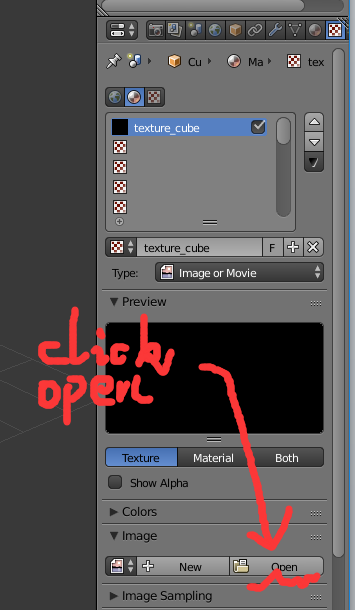 Cu Ma tex
texture_cube
texture_cube F
Type: Image or Movie
Preview
click
open
Texture Material Both
Show Alpha
Colors
Image
New Open
Image Sampling